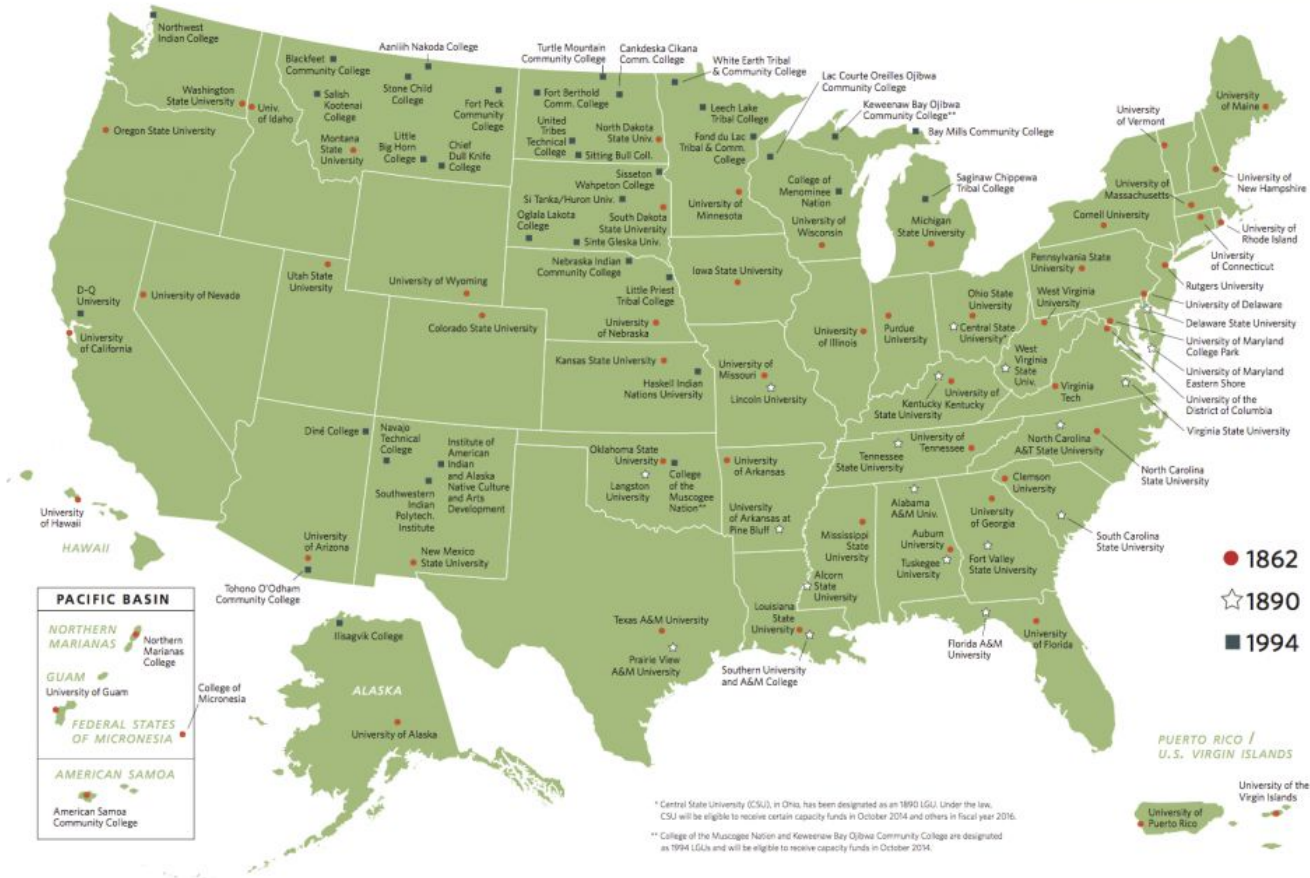 Northwest
Indian College
Washington
State University
Univ.
of Idaho
Oregon State University
Blackfeet
Community College
Salish
Kootenai
College
Montana
State
University
Aaniiih Nakoda College
Stone Child
College
Fort Peck
Community
College
Little
Big Horn
College
Chief
Dull Knife
College
Turtle Mountain
Community College
Cankdeska Cikana
Comm. College
Fort Berthold
Comm. College
United
Tribes
Technical
College
North Dakota
State Univ.
Sitting Bull Coll.
Sisseton
Wahpeton College
Si Tanka/Huron Univ.
Oglala Lakota
College
South Dakota
State University
Sinte Gleska Univ.
White Earth Tribal
& Community College
Leech Lake
Tribal College
Fond du Lac
Tribal & Comm.
College
University of
Minnesota
Lac Courte Oreilles Ojibwa
Community College
Keweenaw Bay Ojibwa
Community College**
Bay Mills Community College
College of
Menominee
Nation
University of
Wisconsin
Saginaw Chippewa
Tribal College
Michigan
State University
University
of Vermont
University
of Maine
University of
New Hampshire
University of
Massachusetts
Cornell University
University of
Rhode Island
University
of Connecticut
Pennsylvania State
University
Rutgers University
University of Delaware
Delaware State University
University of Maryland
College Park
University of Maryland
Eastern Shore
University of the
District of Columbia
Virginia State University
West Virginia
University
West
Virginia
State
Univ.
Virginia
Tech
Ohio State
University
Central State
University*
Purdue
University
University
of Illinois
Iowa State University
Nebraska Indian
Community College
Little Priest
Tribal College
University
of Nebraska
Kansas State University
Haskell Indian
Nations University
University of
Missouri
Lincoln University
Kentucky
State University
University of
Kentucky
Tennessee
State University
University of
Tennessee
North Carolina
A&T State University
North Carolina
State University
Clemson
University
South Carolina
State University
University
of Georgia
Fort Valley
State University
Alabama
A&M Univ.
Auburn
University
Tuskegee
University
Mississippi
State
University
Alcorn
State
University
University
of Arkansas
University
of Arkansas at
Pine Bluff
Louisiana
State
University
Southern University
and A&M College
Florida A&M
University
University
of Florida
Oklahoma State
University
Langston
University
College
of the
Muscogee
Nation**
Texas A&M University
Prairie View
A&M University
University of Wyoming
Colorado State University
Utah State
University
University of Nevada
D-Q
University
University
of California
Diné College
Navajo
Technical
College
Institute of
American
Indian
and Alaska
Native Culture
and Arts
Development
Southwestern
Indian
Polytech.
Institute
New Mexico
State University
University
of Arizona
Tohono O'Odham
Community College
University
of Hawaii
HAWAII
PACIFIC BASIN
NORTHERN
MARIANAS
Northern
Marianas
College
GUAM
University of Guam
College of
Micronesia
FEDERAL STATES
OF MICRONESIA
AMERICAN SAMOA
American Samoa
Community College
Ilisagvik College
ALASKA
University of Alaska
1862
1890
1994
PUERTO RICO /
U.S. VIRGIN ISLANDS
University of the
Virgin Islands
University of
Puerto Rico
* Central State University (CSU), in Ohio, has been designated as an 1890 LGU. Under the law,
CSU will be eligible to receive certain capacity funds in October 2014 and others in fiscal year 2016.
** College of the Muscogee Nation and Keweenaw Bay Ojibwa Community College are designated
as 1994 LGUs and will be eligible to receive capacity funds in October 2014.